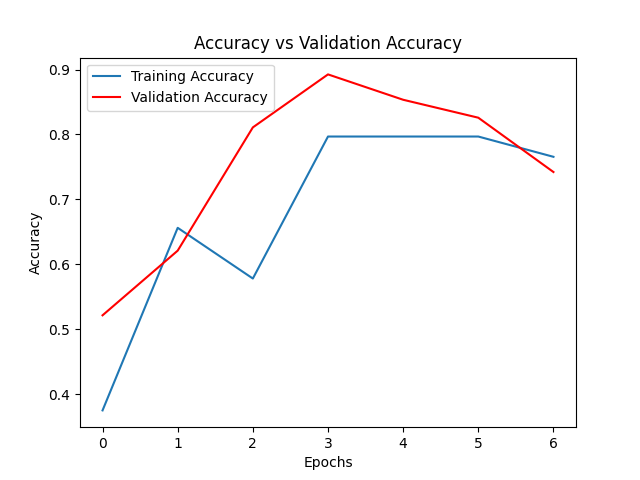 Accuracy vs Validation Accuracy
Training Accuracy
Validation Accuracy
0.9
0.8
0.7
0.6
0.5
0.4
Accuracy
0 1 2 3 4 5 6
Epochs